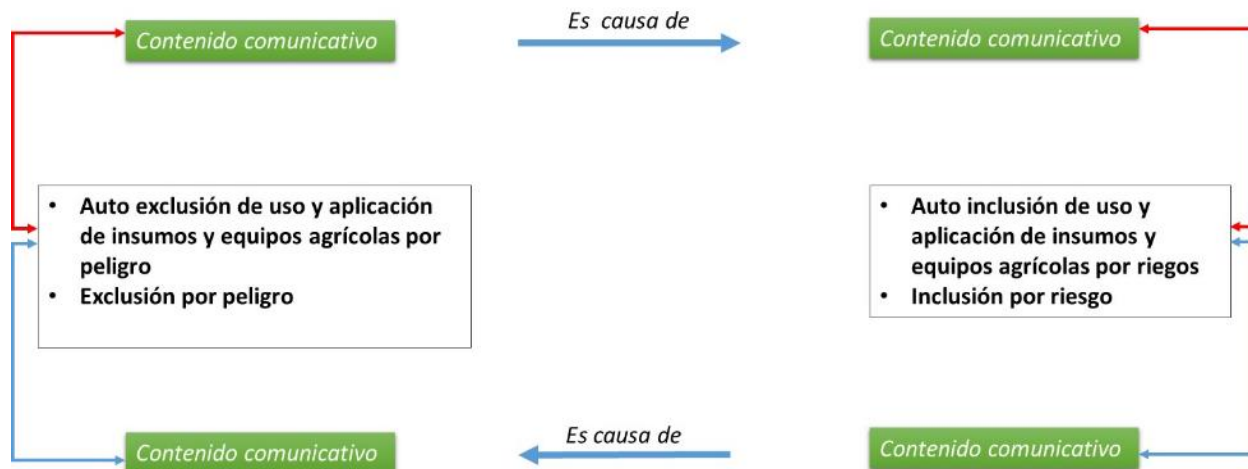 Contenido comunicativo
Es causa de
Contenido comunicativo
• Auto exclusión de uso y aplicación
de insumos y equipos agrícolas por
peligro
• Exclusión por peligro
• Auto inclusión de uso y
aplicación de insumos y
equipos agrícolas por riegos
• Inclusión por riesgo
Contenido comunicativo
Es causa de
Contenido comunicativo